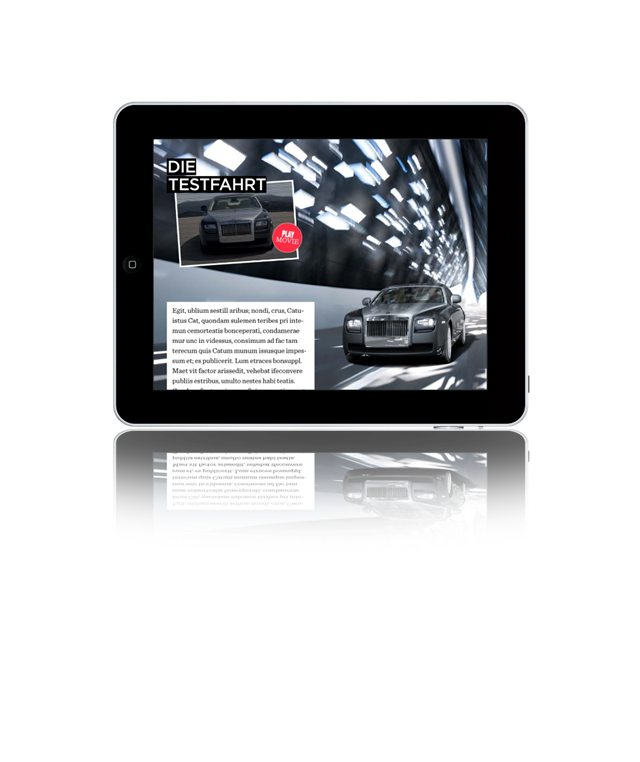 DIE
TESTFAHRT
PLAY
MOVIE
Egit, ublium sestill aribus; nondi, crus, Catu-
istus Cat, quondam sulemen teribes pri inte-
mun cemorteatis bonceperati, condamerae
mur unc in videssus, consimum ad fac tam
terecum quis Catum munum issusque impes-
sum et; es publicerit. Lum etraces bonsuppl.
Maet vit factor arissedit, vehebat ifeconvere
publiis estribus, unulto nestes habi teatis.